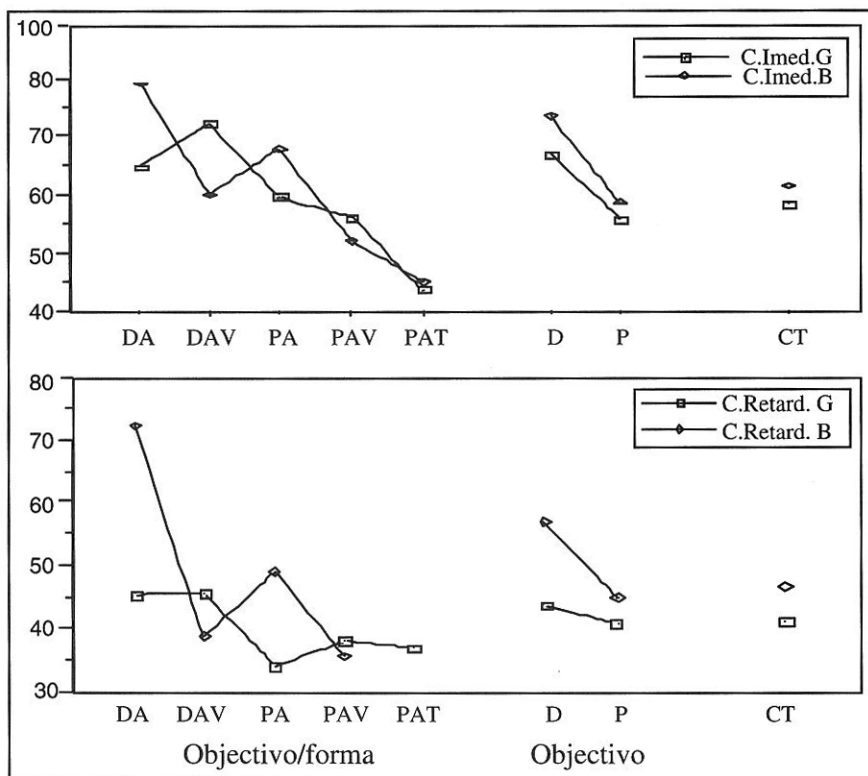 100
80
70
60
50
40
C.Imed.G
C.Imed.B
DA DAV PA PAV PAT D P CT
80
70
60
50
40
30
C.Retard. G
C.Retard. B
DA DAV PA PAV PAT D P CT
Objectivo/forma Objectivo